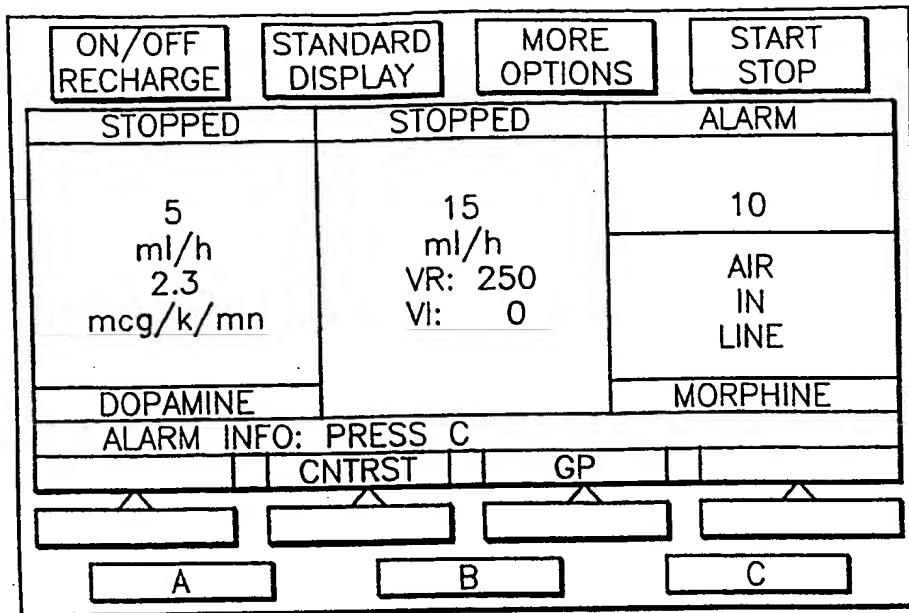 ON/OFF
RECHARGE
STANDARD
DISPLAY
MORE
OPTIONS
START
STOP
STOPPED
5
ml/h
2.3
mcg/k/mn
DOPAMINE
STOPPED
15
ml/h
VR: 250
VI: 0
ALARM
10
AIR
IN
LINE
MORPHINE
ALARM INFO: PRESS C
CNTRST
GP
A
B
C